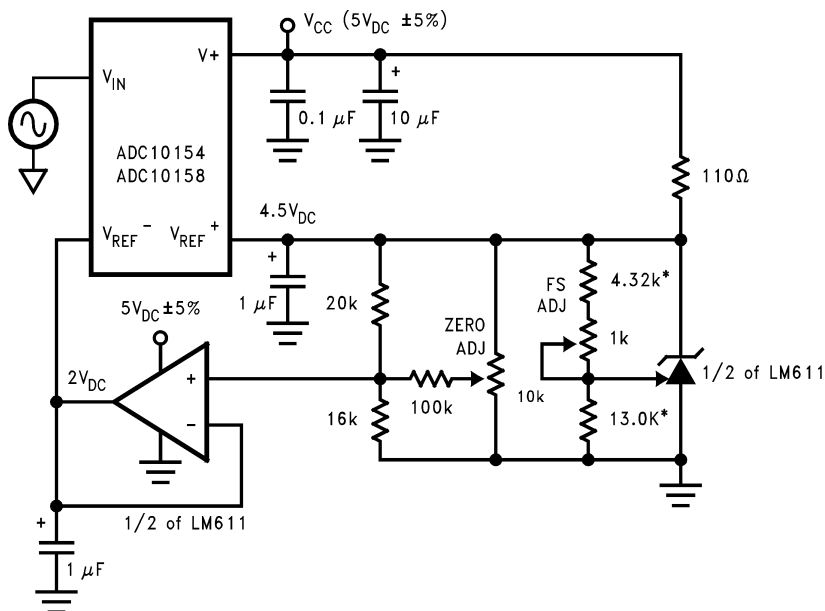 V_CC (5V_DC ±5%)
V+
V_IN
+
0.1 μF
10 μF
ADC10154
ADC10158
110Ω
4.5V_DC
V_REF⁻
V_REF⁺
+
1 μF
20k
FS
ADJ
4.32k*
5V_DC ±5%
ZERO
ADJ
1k
2V_DC
+
1/2 of LM611
100k
10k
16k
13.0K*
−
+
1/2 of LM611
1 μF